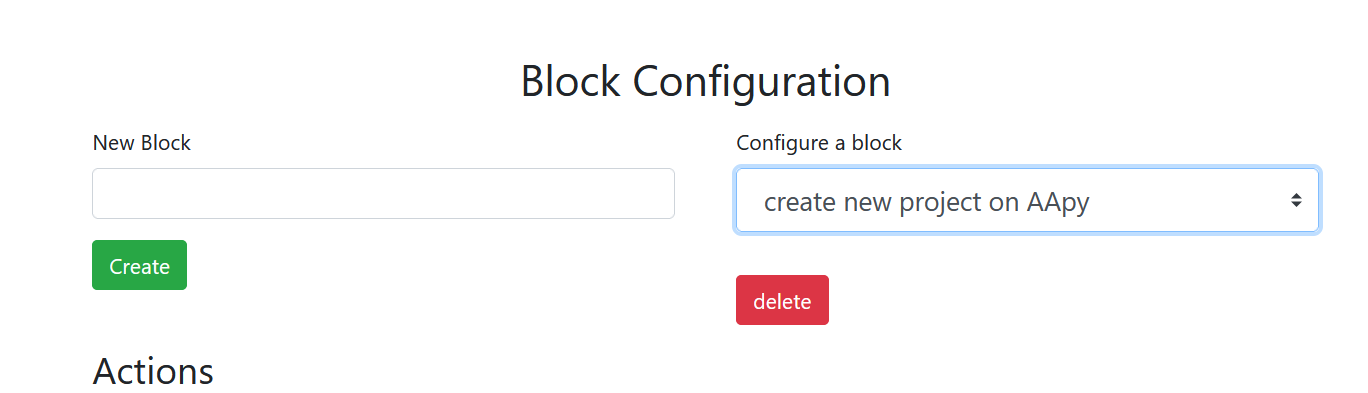 Block Configuration
New Block
Configure a block
create new project on AApy
Create
delete
Actions